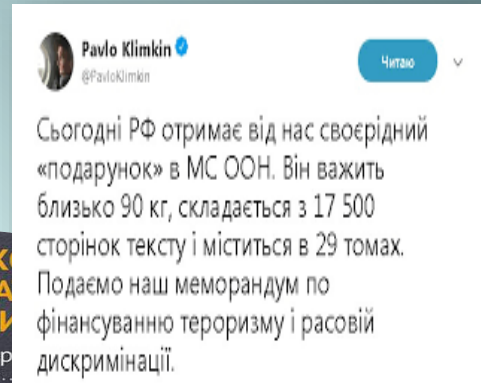 Pavlo Klimkin
@PavloKlimkin
Читаю
Сьогодні РФ отримає від нас своєрідний
«подарунок» в МС ООН. Він важить
близько 90 кг, складається з 17 500
сторінок тексту і міститься в 29 томах.
Подаємо наш меморандум по
фінансуванню тероризму і расовій
дискримінації.